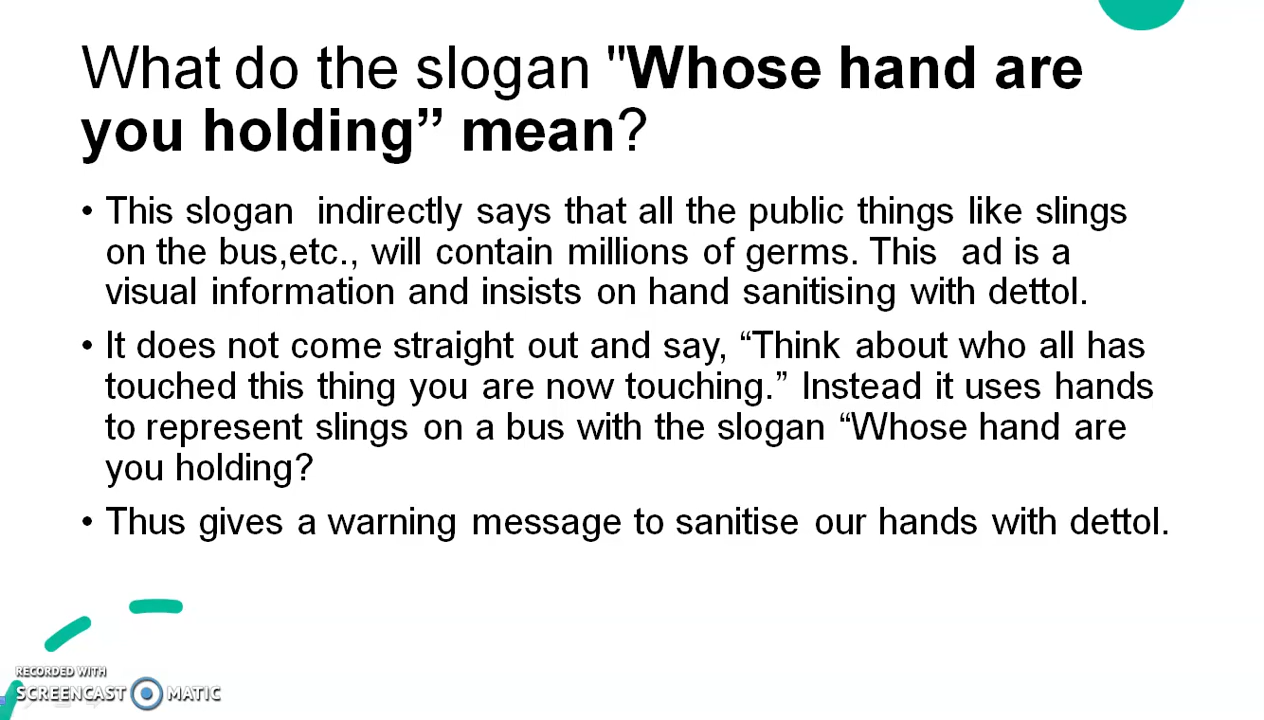 What do the slogan "Whose hand are
you holding” mean?
• This slogan  indirectly says that all the public things like slings
on the bus,etc., will contain millions of germs. This  ad is a
visual information and insists on hand sanitising with dettol.
• It does not come straight out and say, “Think about who all has
touched this thing you are now touching.” Instead it uses hands
to represent slings on a bus with the slogan “Whose hand are
you holding?
• Thus gives a warning message to sanitise our hands with dettol.
RECORDED WITH
SCREENCAST MATIC